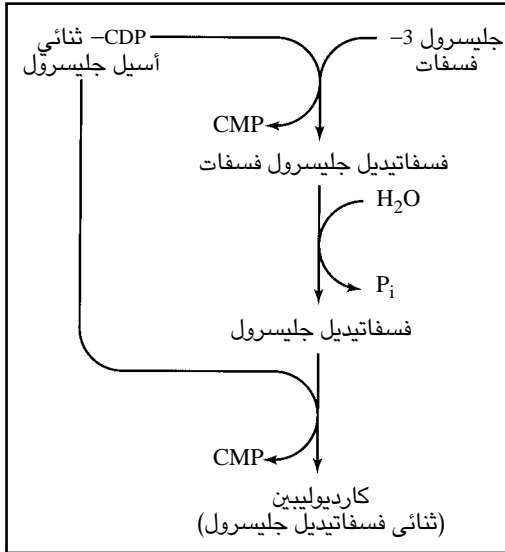 جليسرول 3–
فسفات
CDP– ثنائي
أسيل جليسرول
CMP
فسفاتيديل جليسرول فسفات
H₂O
Pᵢ
فسفاتيديل جليسرول
CMP
كارديوليبين
(ثنائى فسفاتيديل جليسرول)